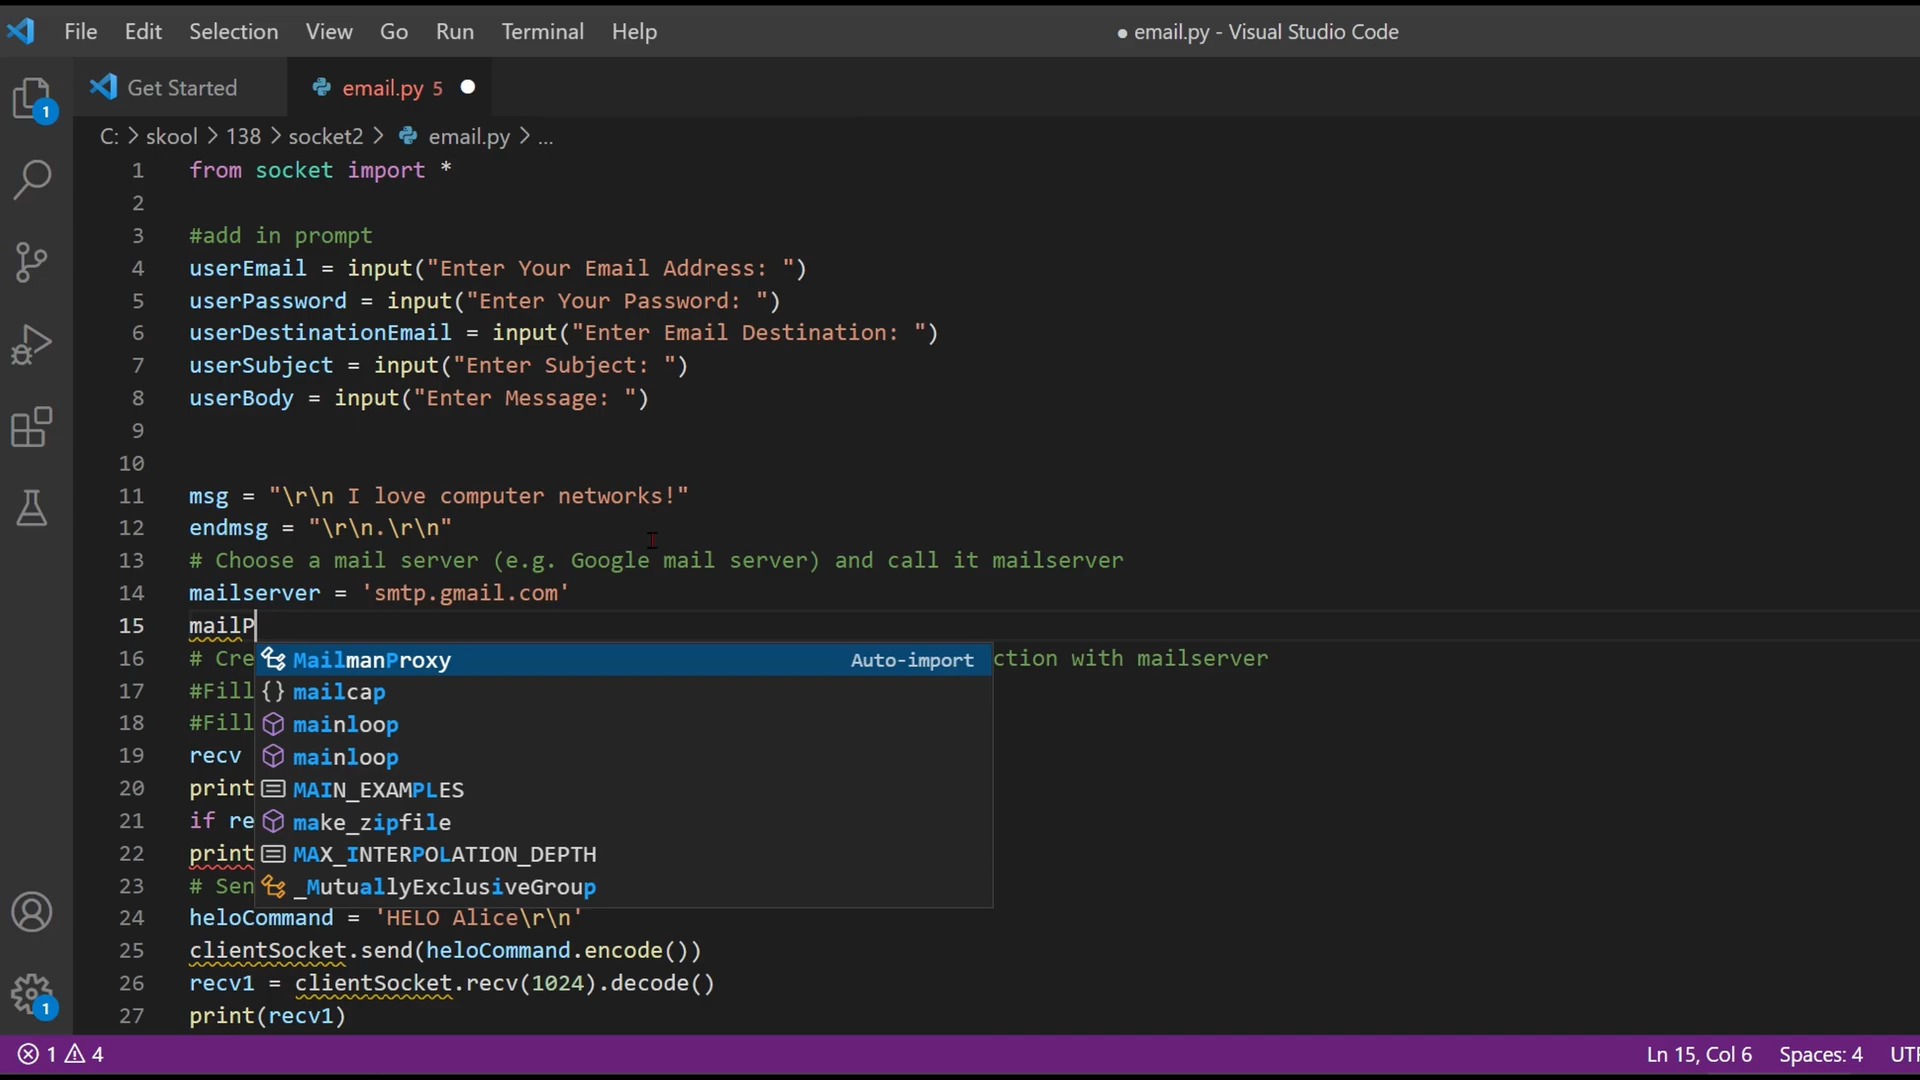 File Edit Selection View Go Run Terminal Help ● email.py - Visual Studio Code
Get Started email.py 5 ●
1
C: > skool > 138 > socket2 > email.py > ...
1 from socket import *
2
3 #add in prompt
4 userEmail = input("Enter Your Email Address: ")
5 userPassword = input("Enter Your Password: ")
6 userDestinationEmail = input("Enter Email Destination: ")
7 userSubject = input("Enter Subject: ")
8 userBody = input("Enter Message: ")
9
10
11 msg = "\r\n I love computer networks!"
12 endmsg = "\r\n.\r\n"
13 # Choose a mail server (e.g. Google mail server) and call it mailserver
14 mailserver = 'smtp.gmail.com'
15 mailP
16 # Cre MailmanProxy Auto-import ction with mailserver
17 #Fill {} mailcap
18 #Fill mainloop
19 recv mainloop
20 print MAIN_EXAMPLES
21 if re make_zipfile
22 print MAX_INTERPOLATION_DEPTH
23 # Sen _MutuallyExclusiveGroup
24 heloCommand = 'HELO Alice\r\n'
25 clientSocket.send(heloCommand.encode())
26 recv1 = clientSocket.recv(1024).decode()
27 print(recv1)
1
1 4 Ln 15, Col 6 Spaces: 4 UTF